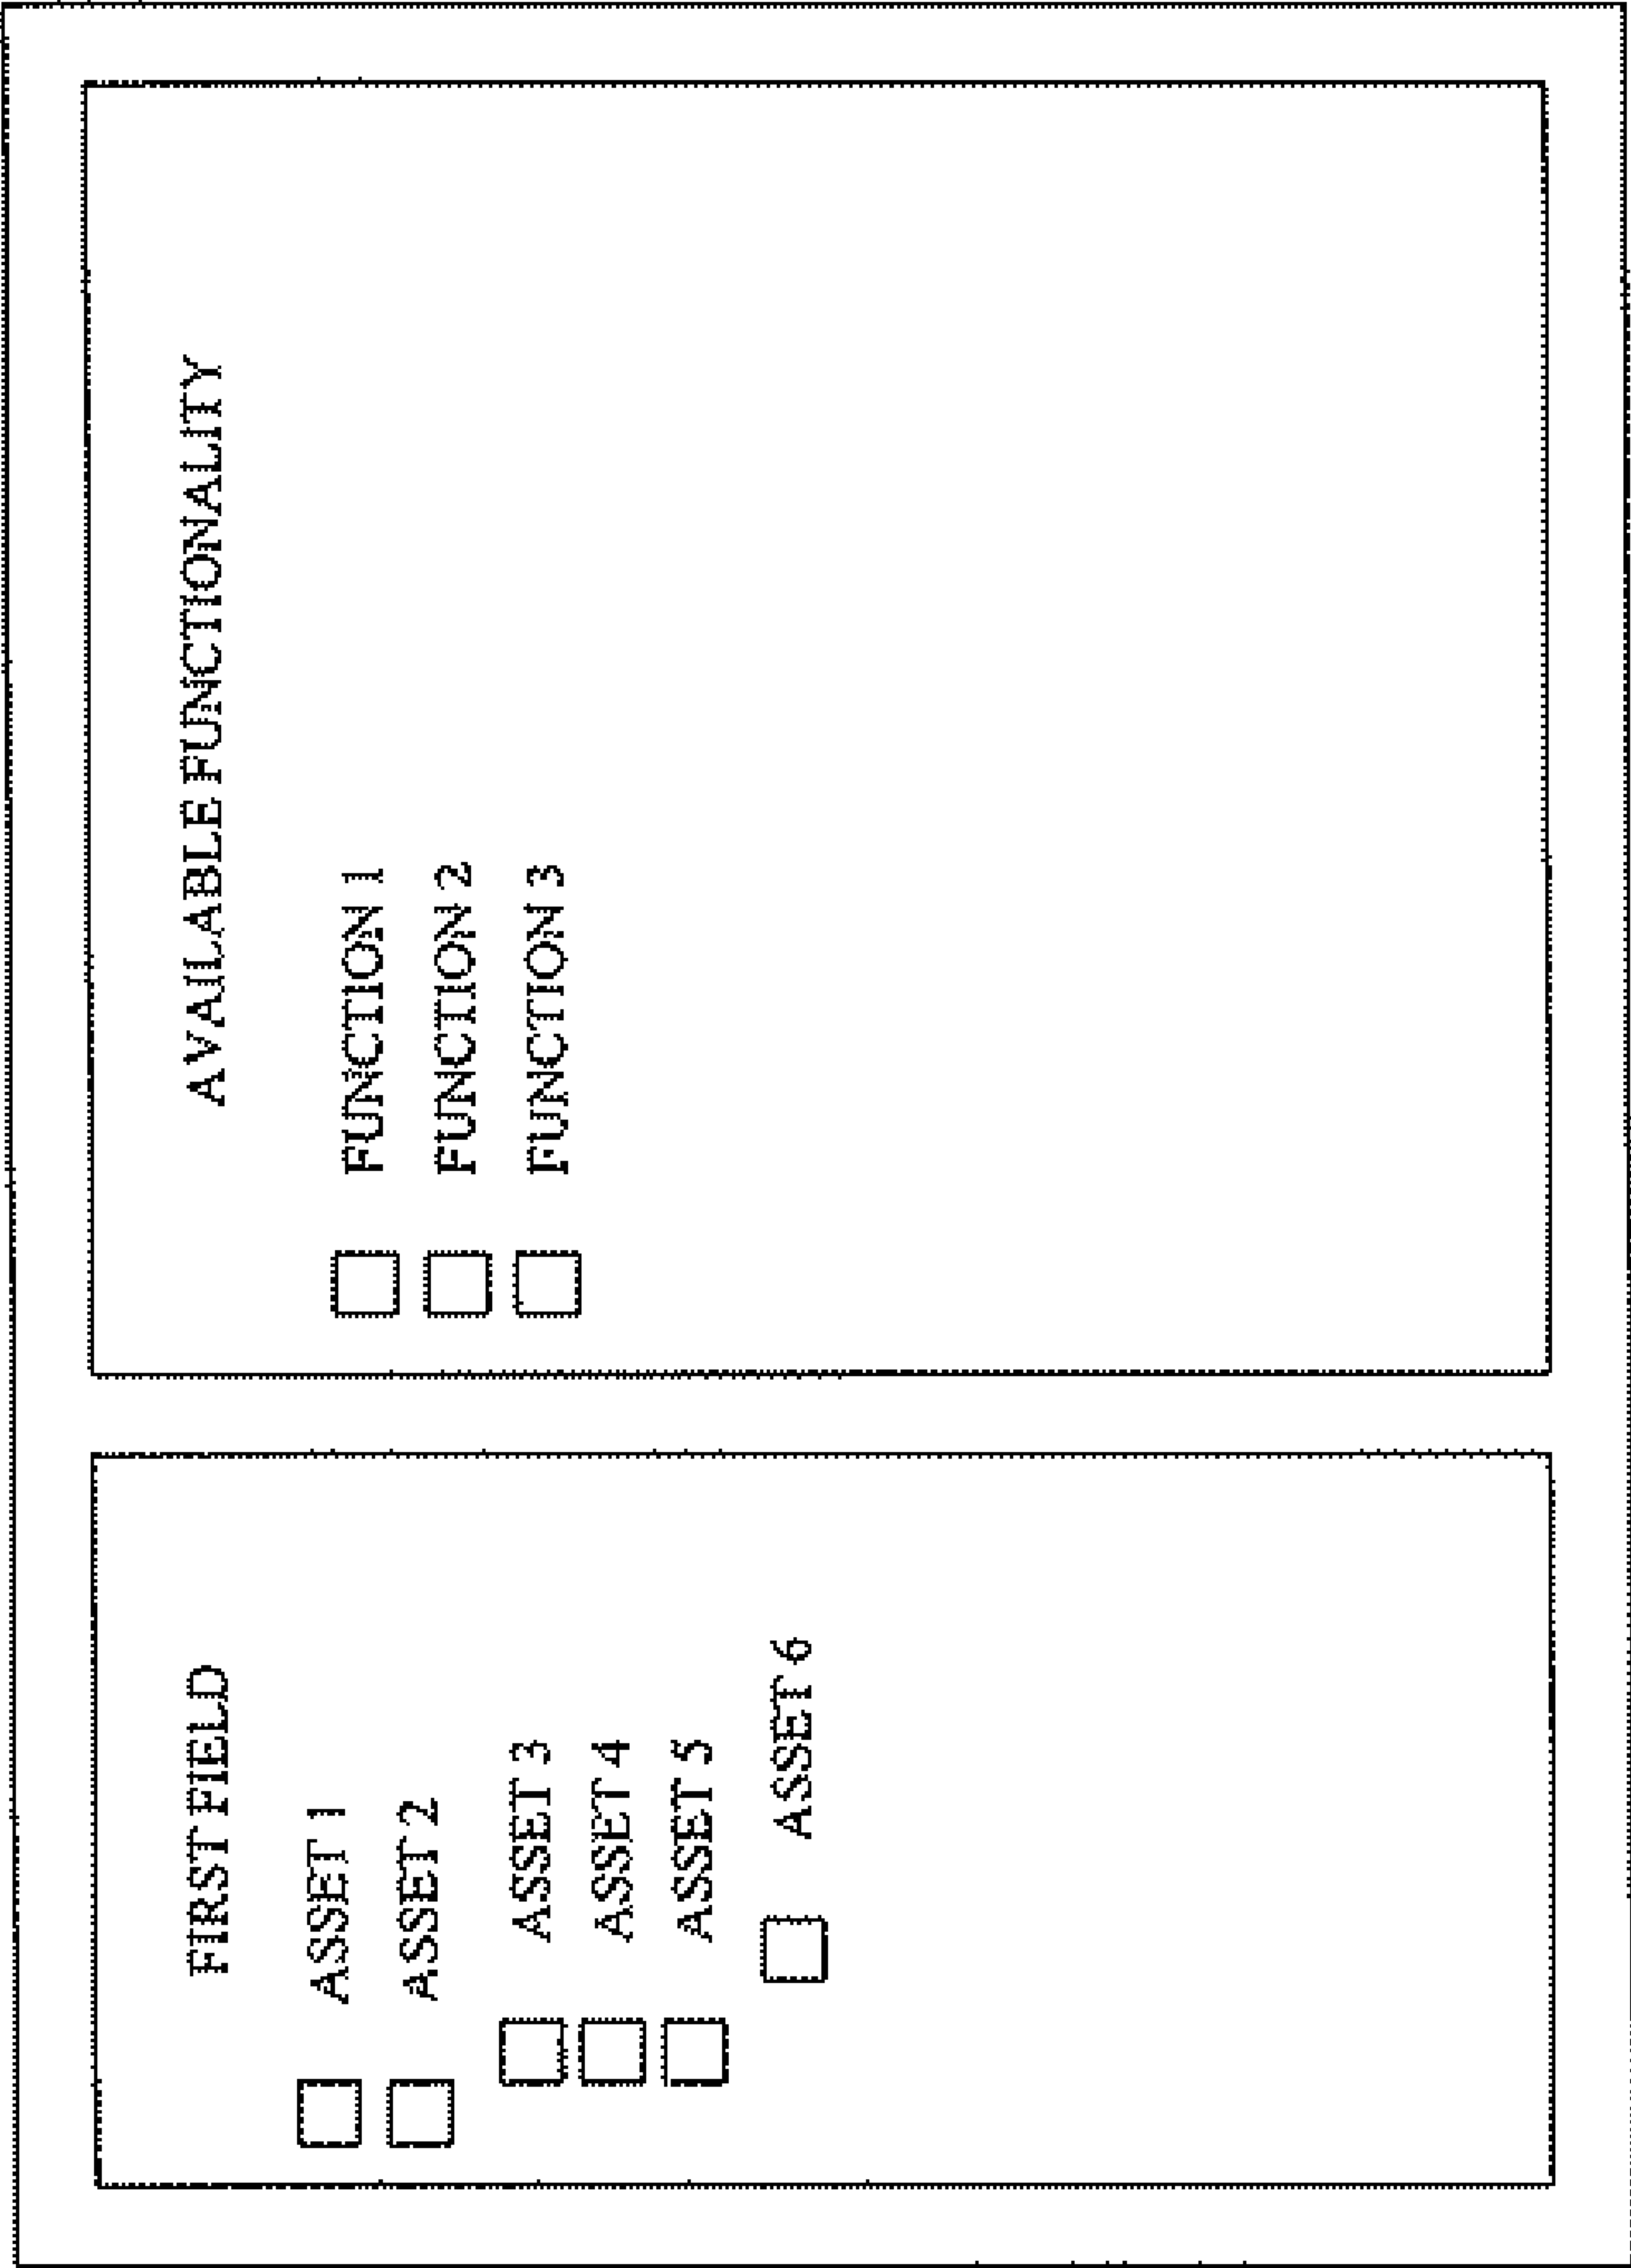 FIRST FIELD
ASSET 1
ASSET 2
ASSET 3
ASSET 4
ASSET 5
ASSET 6
AVAILABLE FUNCTIONALITY
FUNCTION 1
FUNCTION 2
FUNCTION 3